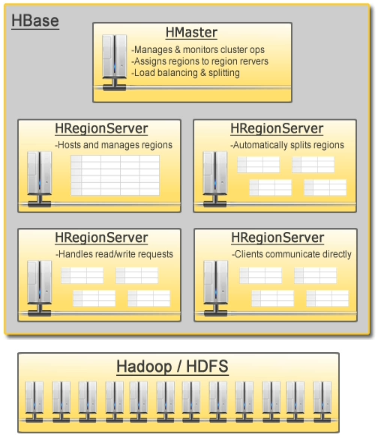 HBase
HMaster
-Manages & monitors cluster ops
-Assigns regions to region rervers
-Load balancing & splitting
HRegionServer
-Hosts and manages regions
HRegionServer
-Automatically splits regions
HRegionServer
-Handles read/write requests
HRegionServer
-Clients communicate directly
Hadoop / HDFS